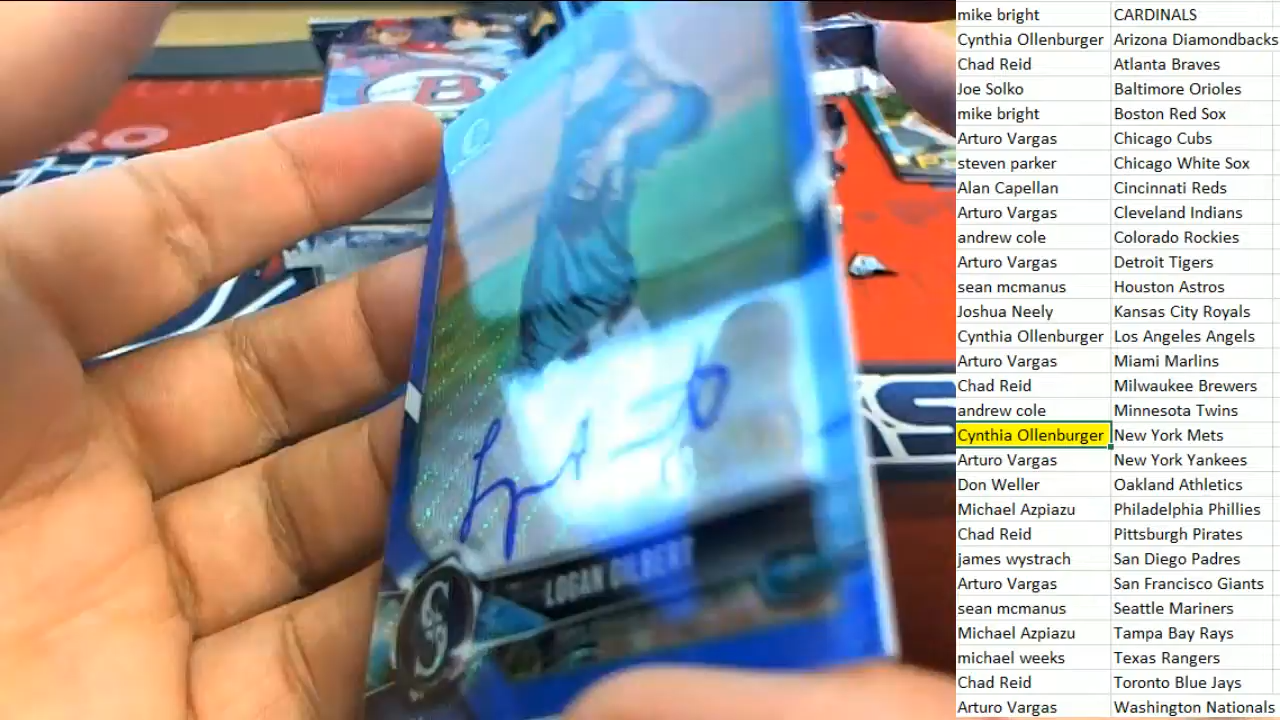 B
RO
LOGAN GILBERT
S
mike bright CARDINALS
Cynthia Ollenburger Arizona Diamondbacks
Chad Reid Atlanta Braves
Joe Solko Baltimore Orioles
mike bright Boston Red Sox
Arturo Vargas Chicago Cubs
steven parker Chicago White Sox
Alan Capellan Cincinnati Reds
Arturo Vargas Cleveland Indians
andrew cole Colorado Rockies
Arturo Vargas Detroit Tigers
sean mcmanus Houston Astros
Joshua Neely Kansas City Royals
Cynthia Ollenburger Los Angeles Angels
Arturo Vargas Miami Marlins
Chad Reid Milwaukee Brewers
andrew cole Minnesota Twins
Cynthia Ollenburger New York Mets
Arturo Vargas New York Yankees
Don Weller Oakland Athletics
Michael Azpiazu Philadelphia Phillies
Chad Reid Pittsburgh Pirates
james wystrach San Diego Padres
Arturo Vargas San Francisco Giants
sean mcmanus Seattle Mariners
Michael Azpiazu Tampa Bay Rays
michael weeks Texas Rangers
Chad Reid Toronto Blue Jays
Arturo Vargas Washington Nationals